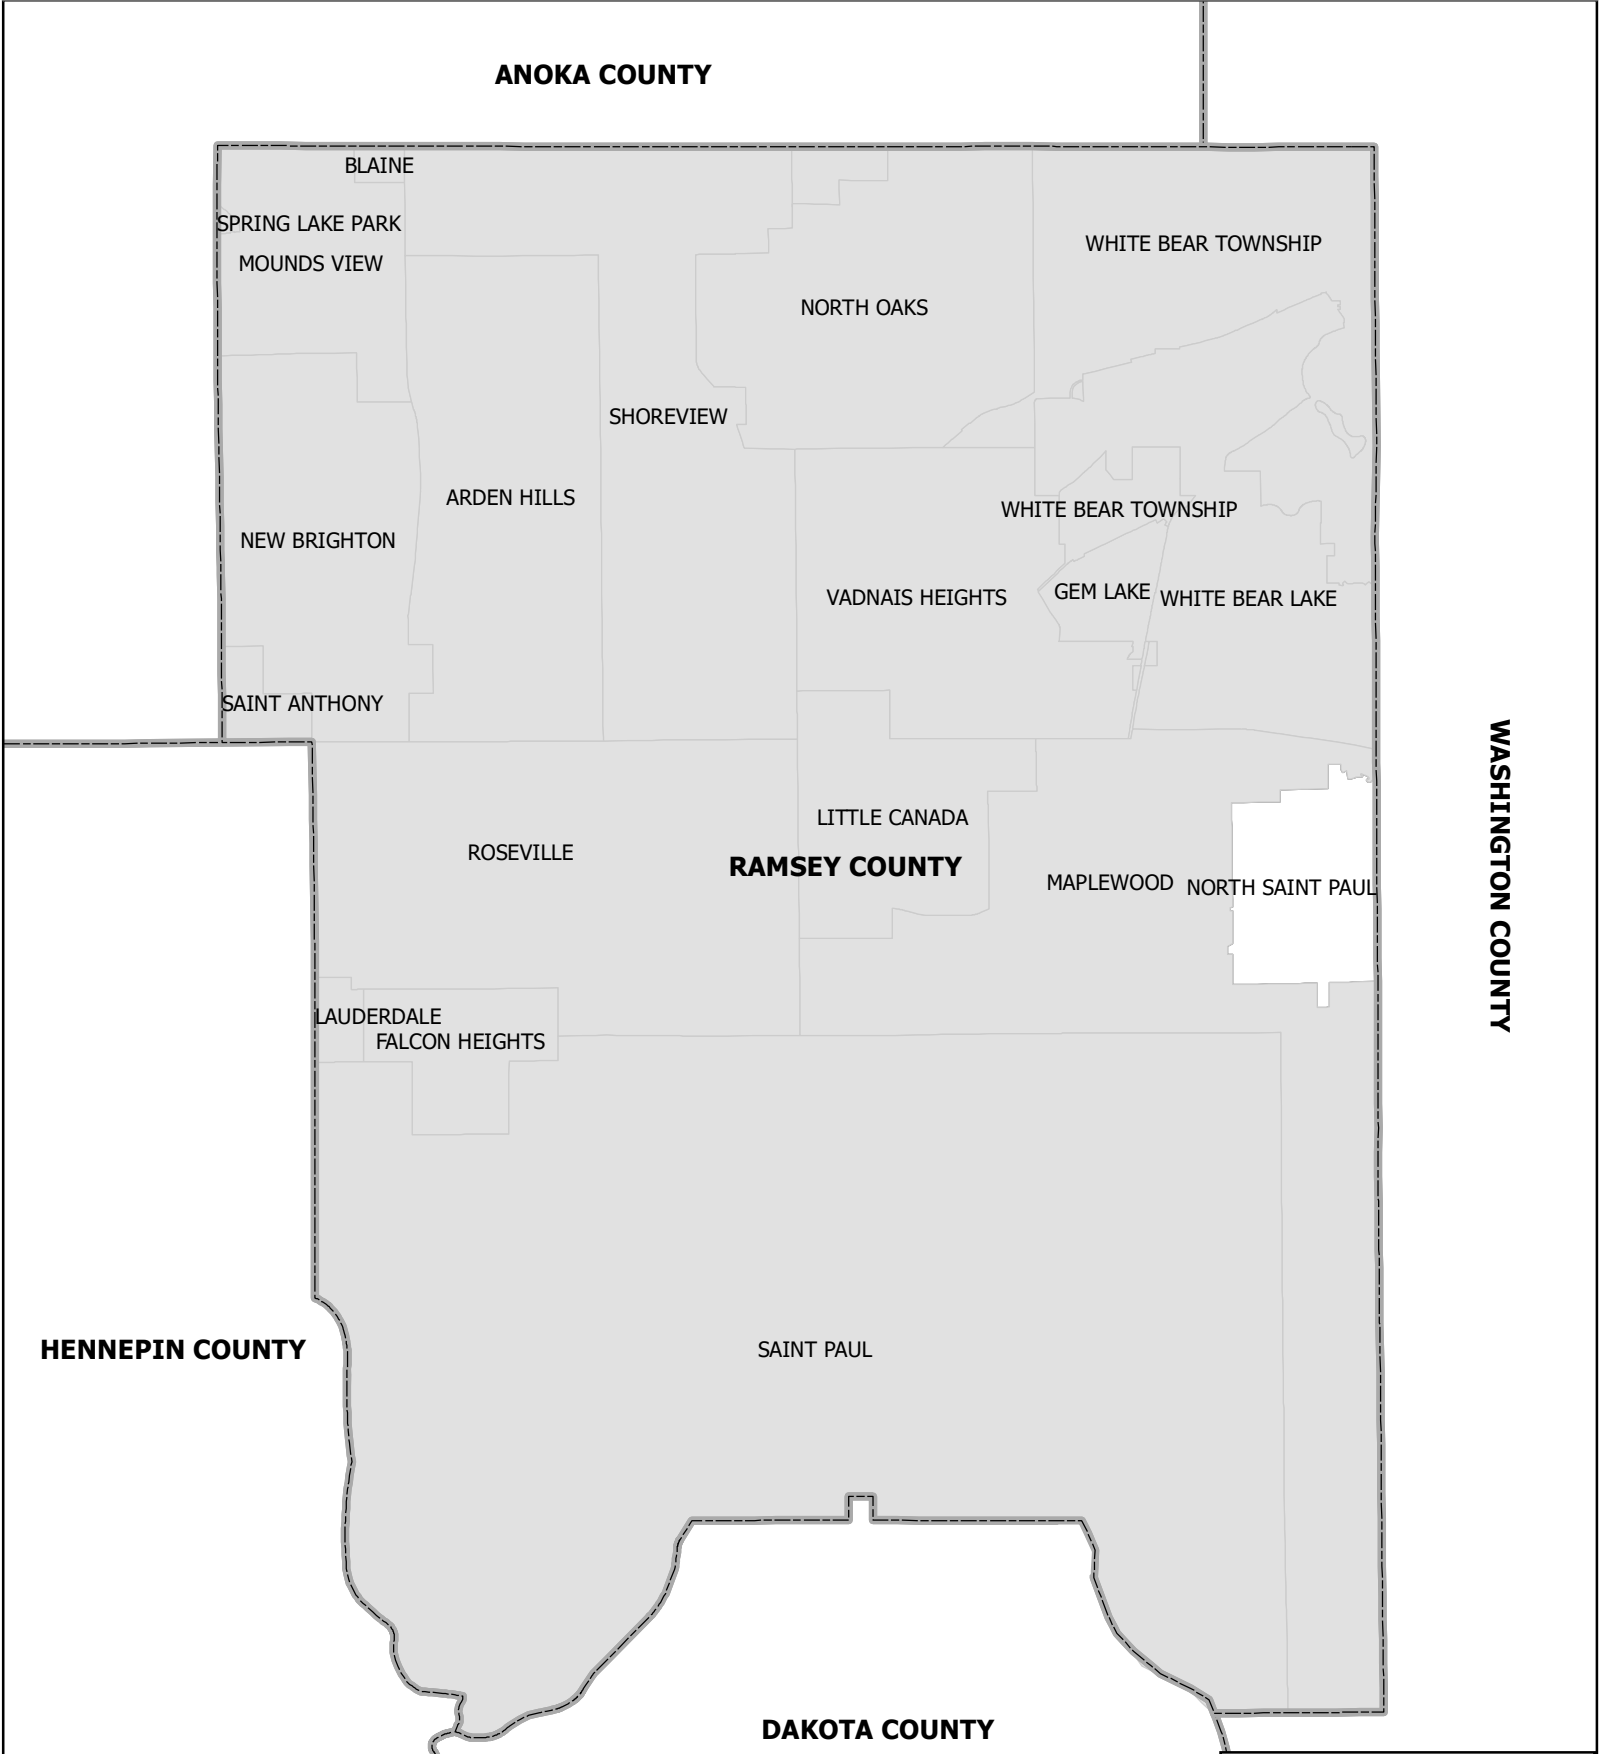 ANOKA COUNTY
BLAINE
SPRING LAKE PARK
WHITE BEAR TOWNSHIP
MOUNDS VIEW
NORTH OAKS
SHOREVIEW
ARDEN HILLS
WHITE BEAR TOWNSHIP
NEW BRIGHTON
GEM LAKE
VADNAIS HEIGHTS
WHITE BEAR LAKE
SAINT ANTHONY
WASHINGTON COUNTY
LITTLE CANADA
ROSEVILLE
RAMSEY COUNTY
MAPLEWOOD
NORTH SAINT PAUL
LAUDERDALE
FALCON HEIGHTS
HENNEPIN COUNTY
SAINT PAUL
DAKOTA COUNTY